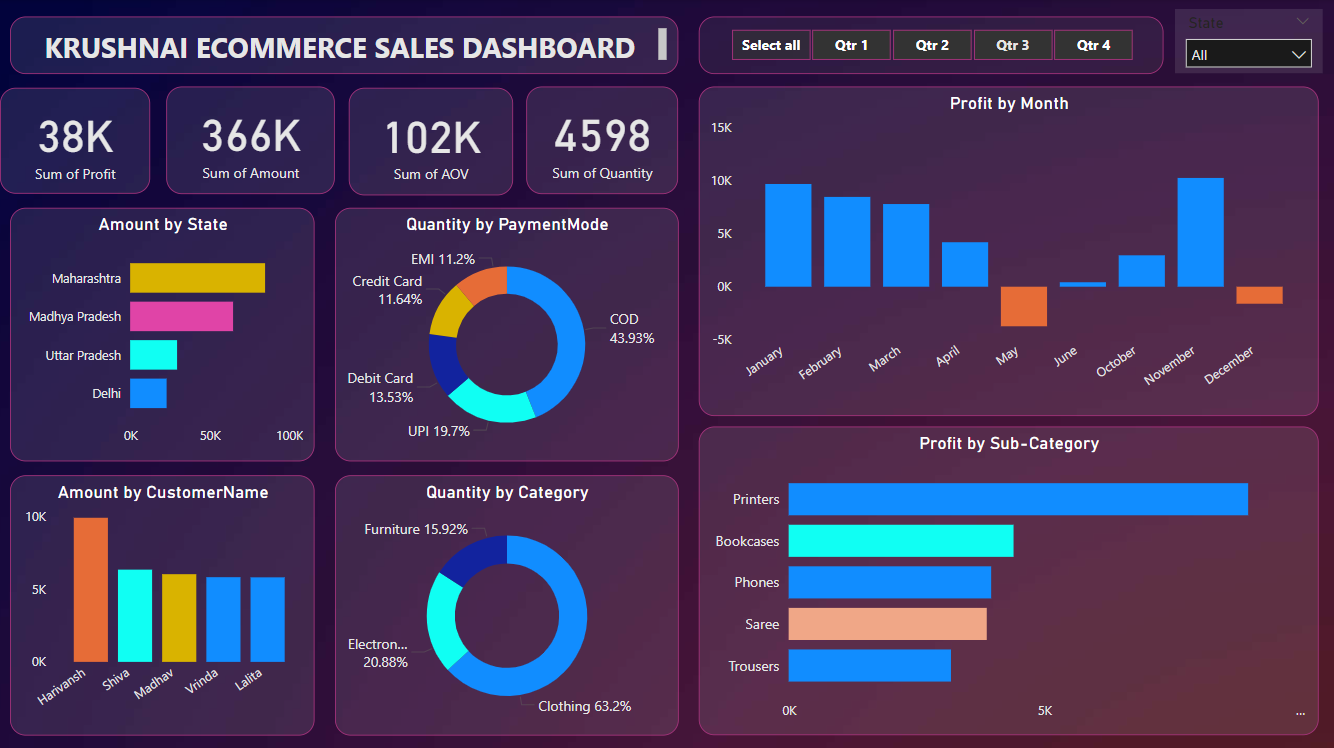 KRUSHNAI ECOMMERCE SALES DASHBOARD
Select all
Qtr 1
Qtr 2
Qtr 3
Qtr 4
State
All
38K
Sum of Profit
366K
Sum of Amount
102K
Sum of AOV
4598
Sum of Quantity
Profit by Month
15K
10K
5K
0K
-5K
January
February
March
April
May
June
October
November
December
Amount by State
Maharashtra
Madhya Pradesh
Uttar Pradesh
Delhi
0K
50K
100K
Quantity by PaymentMode
EMI 11.2%
Credit Card
11.64%
COD
43.93%
Debit Card
13.53%
UPI 19.7%
Profit by Sub-Category
Printers
Bookcases
Phones
Saree
Trousers
0K
5K
...
Amount by CustomerName
10K
5K
0K
Harivansh
Shiva
Madhav
Vrinda
Lalita
Quantity by Category
Furniture 15.92%
Electron...
20.88%
Clothing 63.2%